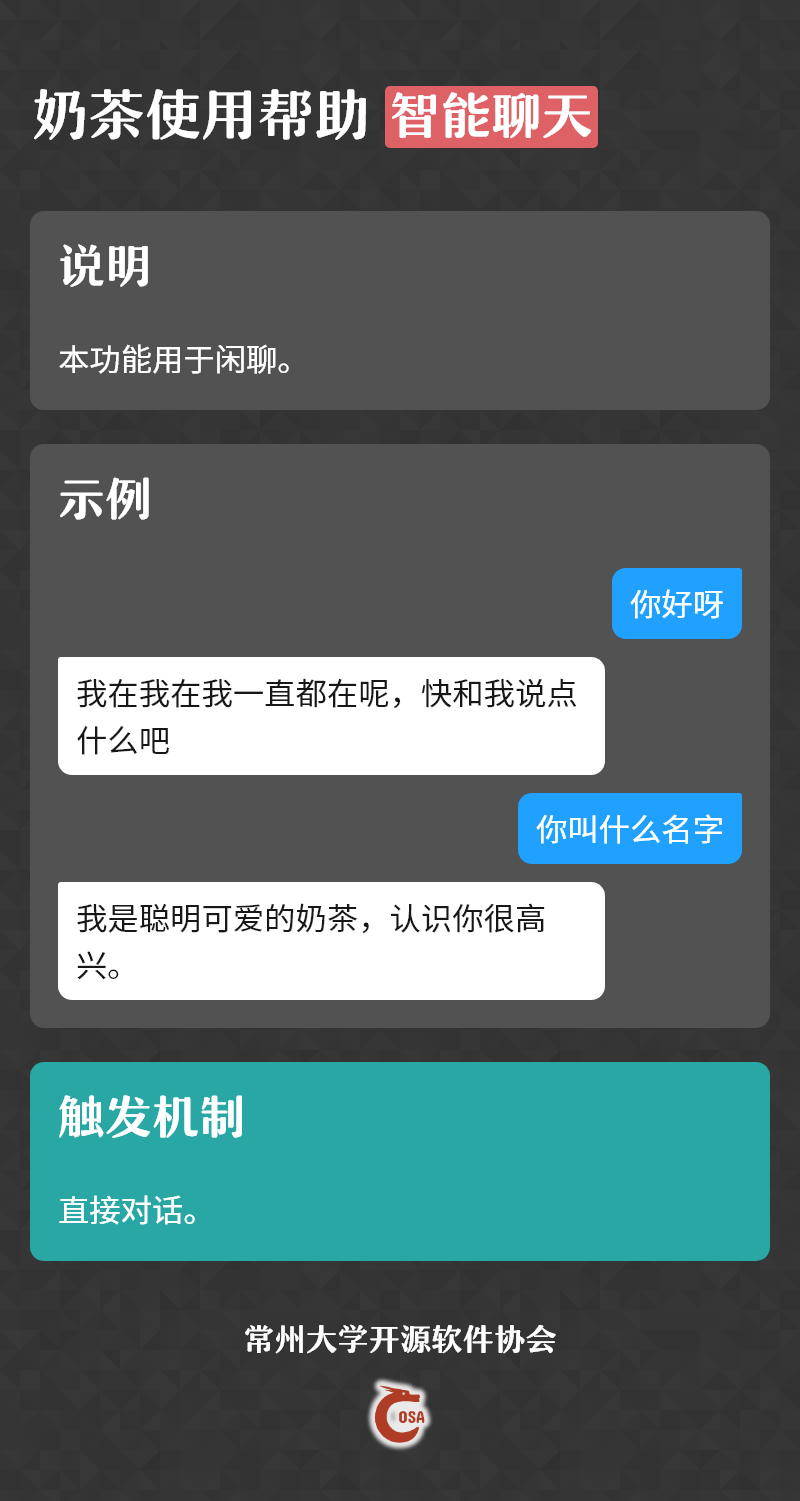 奶茶使用帮助 智能聊天
说明
本功能用于闲聊。
示例
你好呀
我在我在我一直都在呢，快和我说点
什么吧
你叫什么名字
我是聪明可爱的奶茶，认识你很高
兴。
触发机制
直接对话。
常州大学开源软件协会
OSA